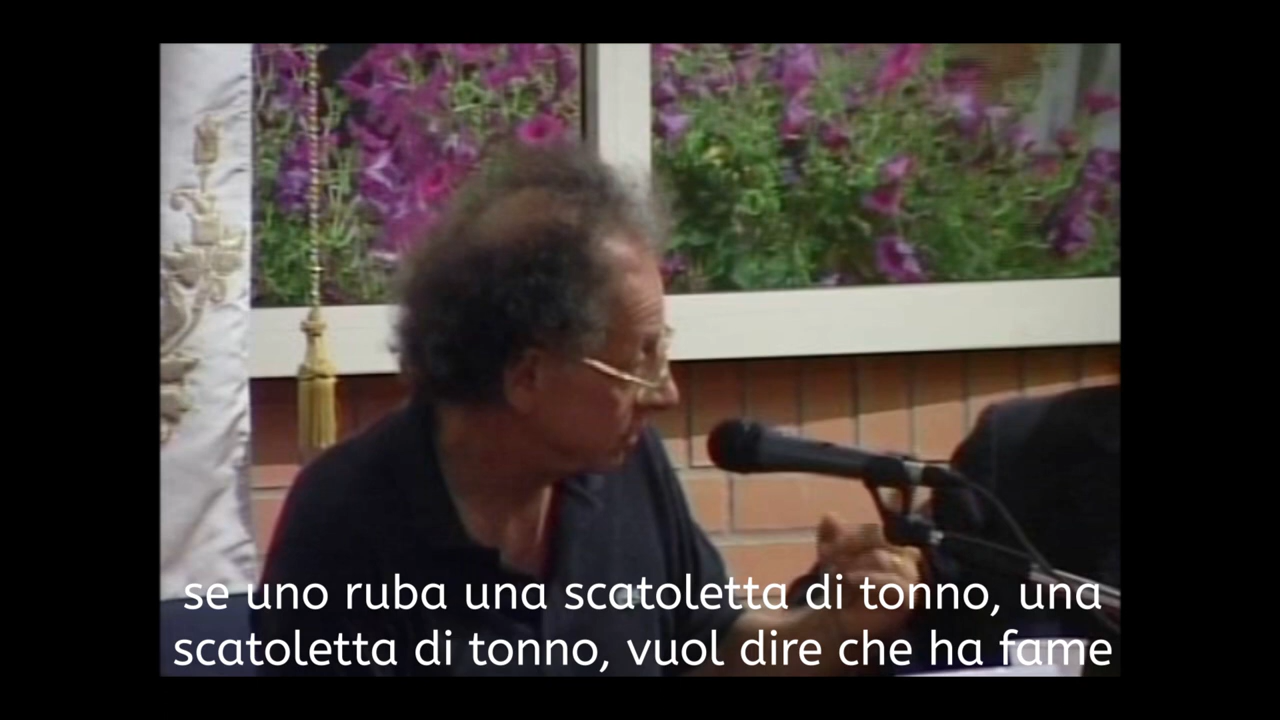 se uno ruba una scatoletta di tonno, una
scatoletta di tonno, vuol dire che ha fame